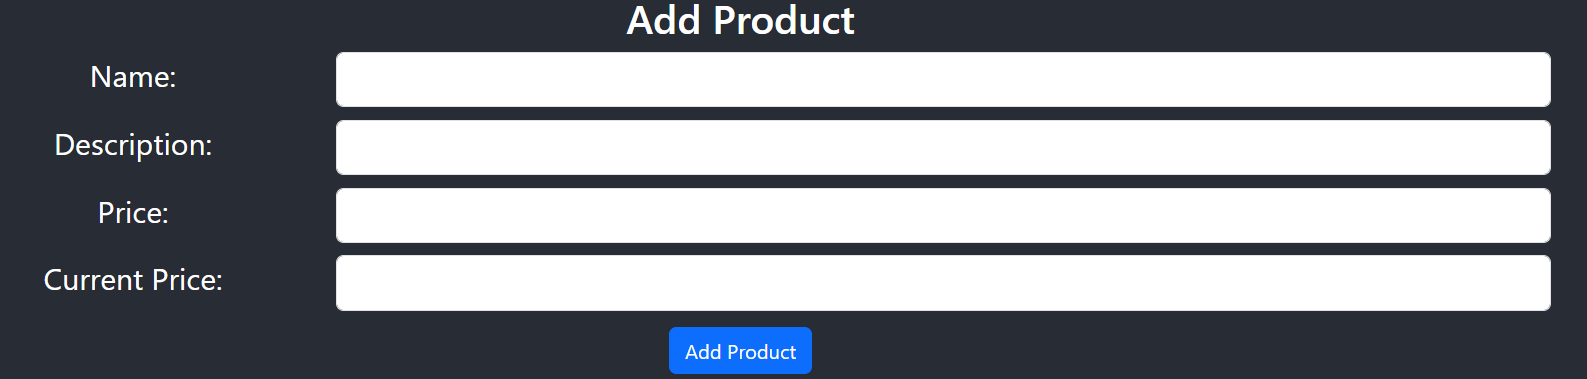 Add Product
Name:
Description:
Price:
Current Price:
Add Product